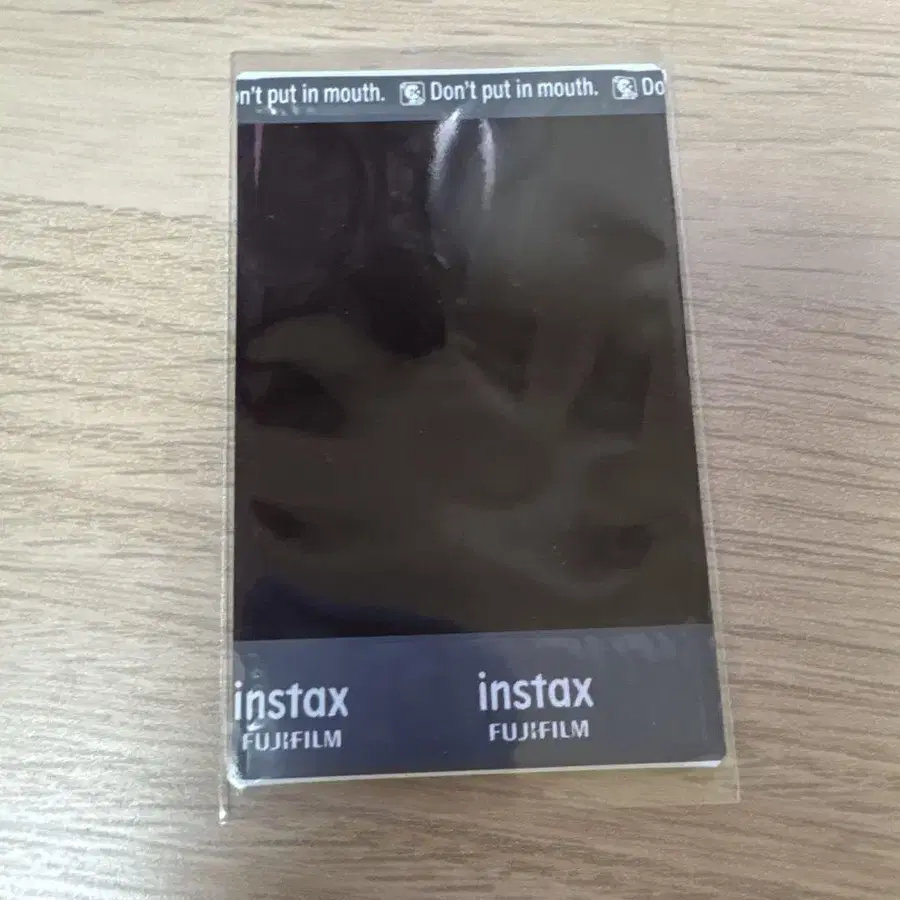 n't put in mouth. Don't put in mouth. Do
instax instax
FUJIFILM FUJIFILM